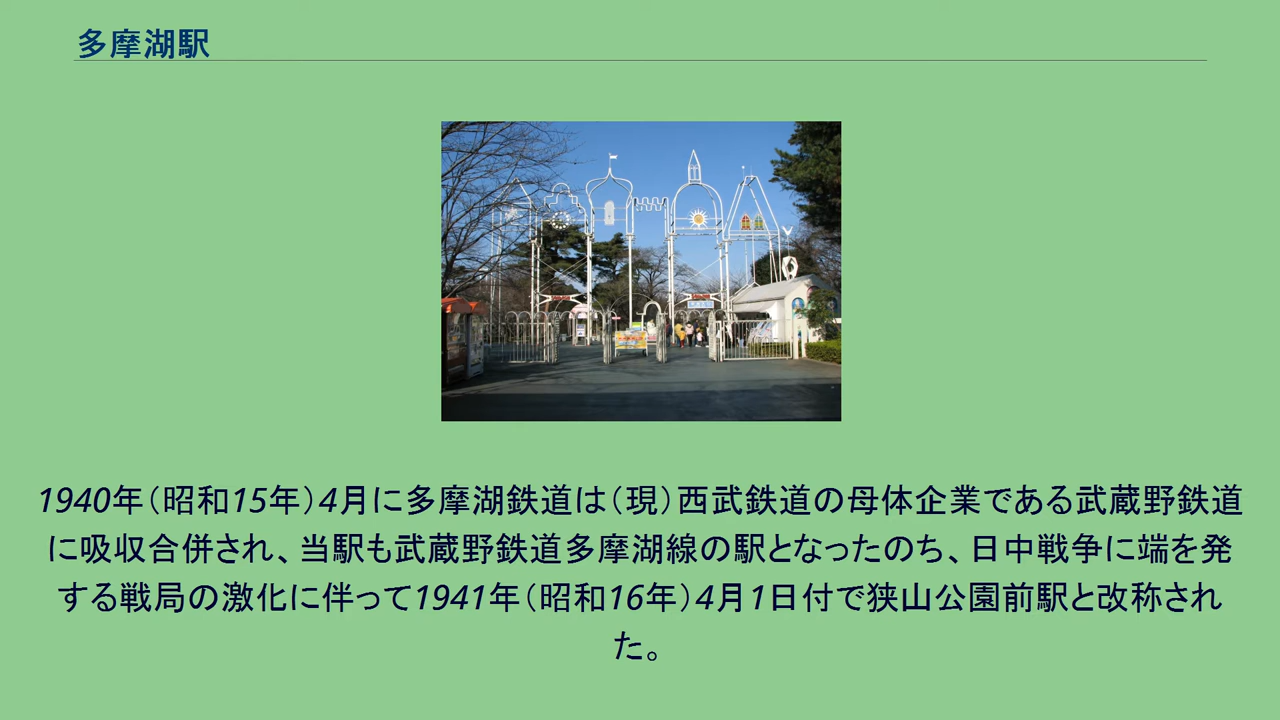 多摩湖駅
1940年（昭和15年）4月に多摩湖鉄道は（現）西武鉄道の母体企業である武蔵野鉄道
に吸収合併され、当駅も武蔵野鉄道多摩湖線の駅となったのち、日中戦争に端を発
する戦局の激化に伴って1941年（昭和16年）4月1日付で狭山公園前駅と改称され
た。